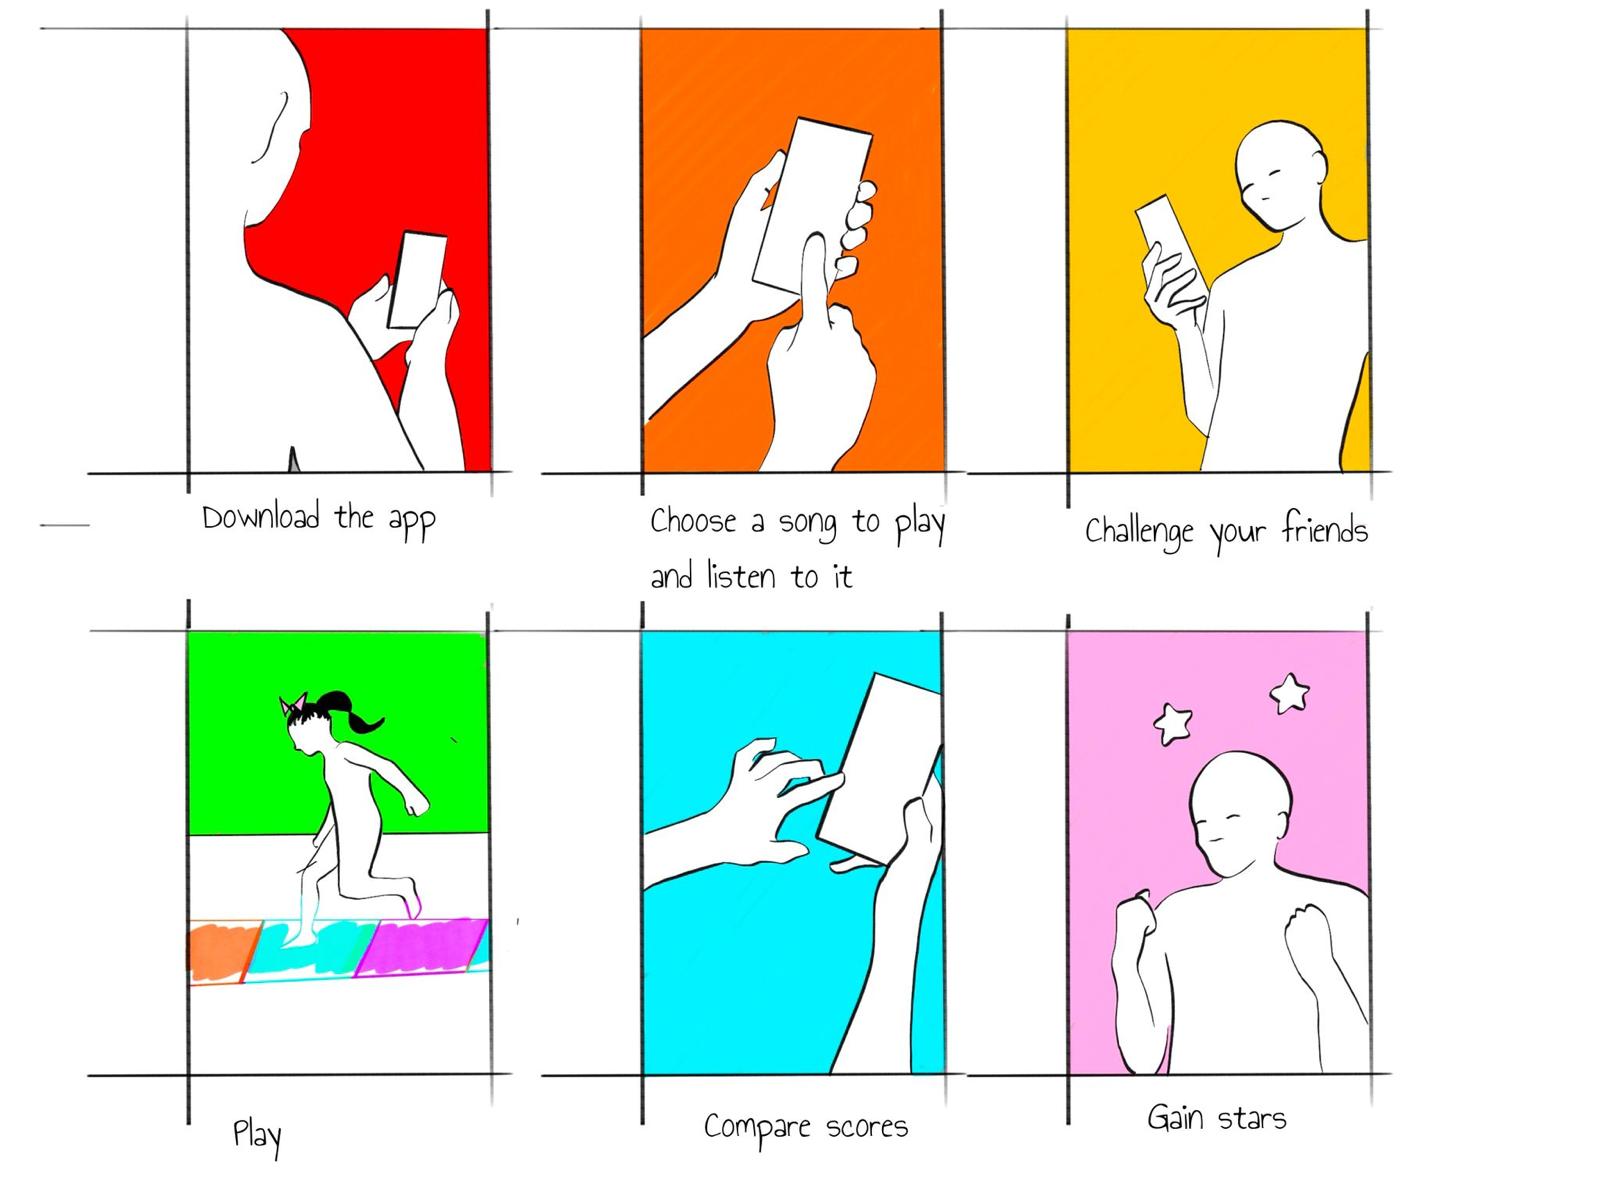 Download the app
Choose a song to play
and listen to it
Challenge your friends
Play
Compare scores
Gain stars